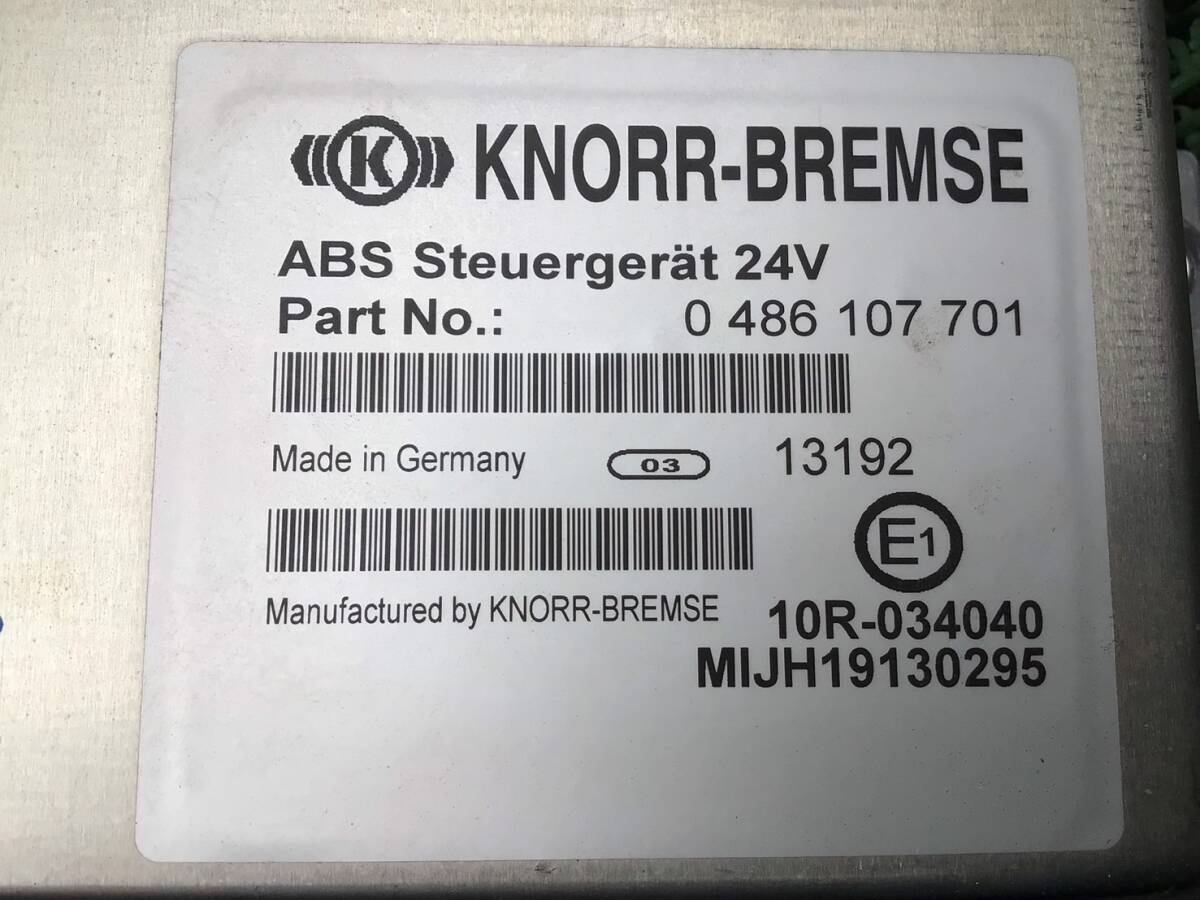 K KNORR-BREMSE
ABS Steuergerät 24V
Part No.: 0 486 107 701
Made in Germany 03 13192
E1
Manufactured by KNORR-BREMSE 10R-034040
MIJH19130295